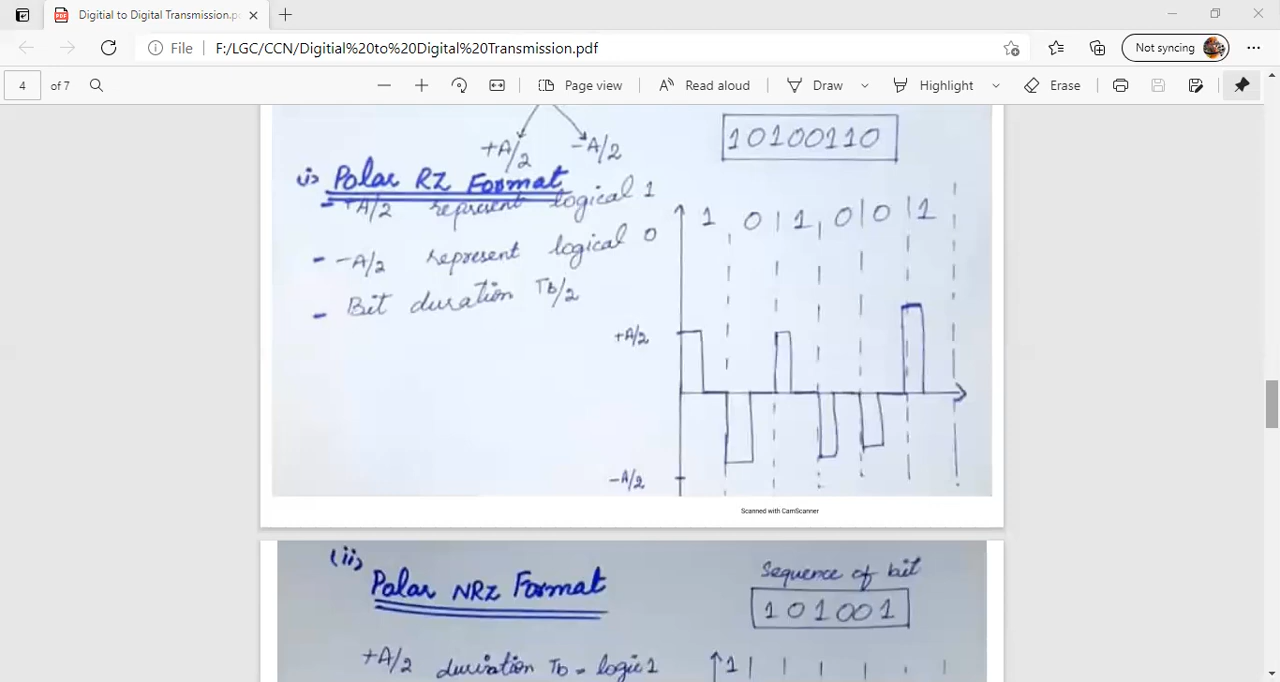 Digitial to Digital Transmission.p
File
F:/LGC/CCN/Digitial%20to%20Digital%20Transmission.pdf
Not syncing
4
of 7
Page view
Read aloud
Draw
Highlight
Erase
+A/2 -A/2
10100110
(i) Polar RZ Format
- +A/2 represent logical 1
- -A/2 represent logical 0
- Bit duration Tb/2
1 0 1 0 0 1
+A/2
-A/2
Scanned with CamScanner
(ii) Polar NRZ Format
Sequence of bit
101001
+A/2 duriation Tb - logic 1
1